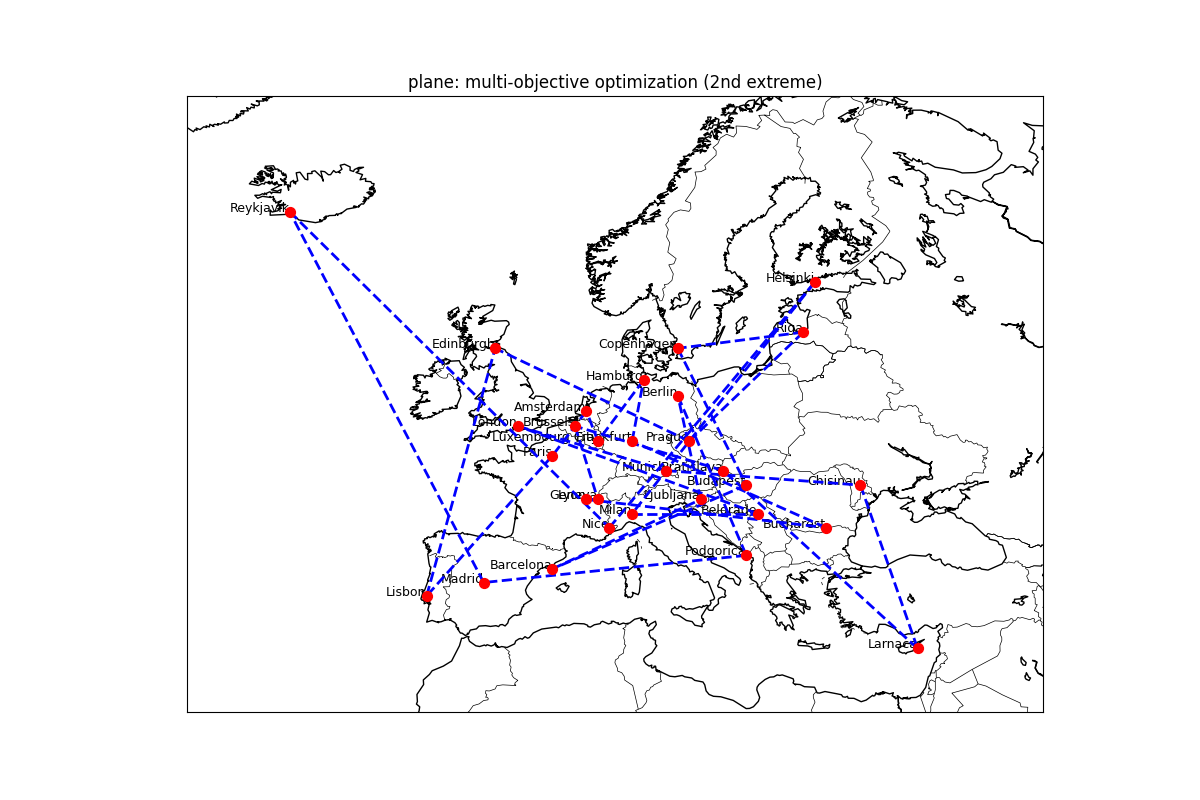 plane: multi-objective optimization (2nd extreme)
Reykjavik
Helsinki
Riga
Edinburgh
Copenhagen
Hamburg
Berlin
Amsterdam
London
Brussels
Luxembourg
Frankfurt
Prague
Paris
Munich
Bratislava
Budapest
Chisinau
Geneva
Lyon
Ljubljana
Milan
Belgrade
Nice
Bucharest
Podgorica
Barcelona
Madrid
Lisbon
Larnaca